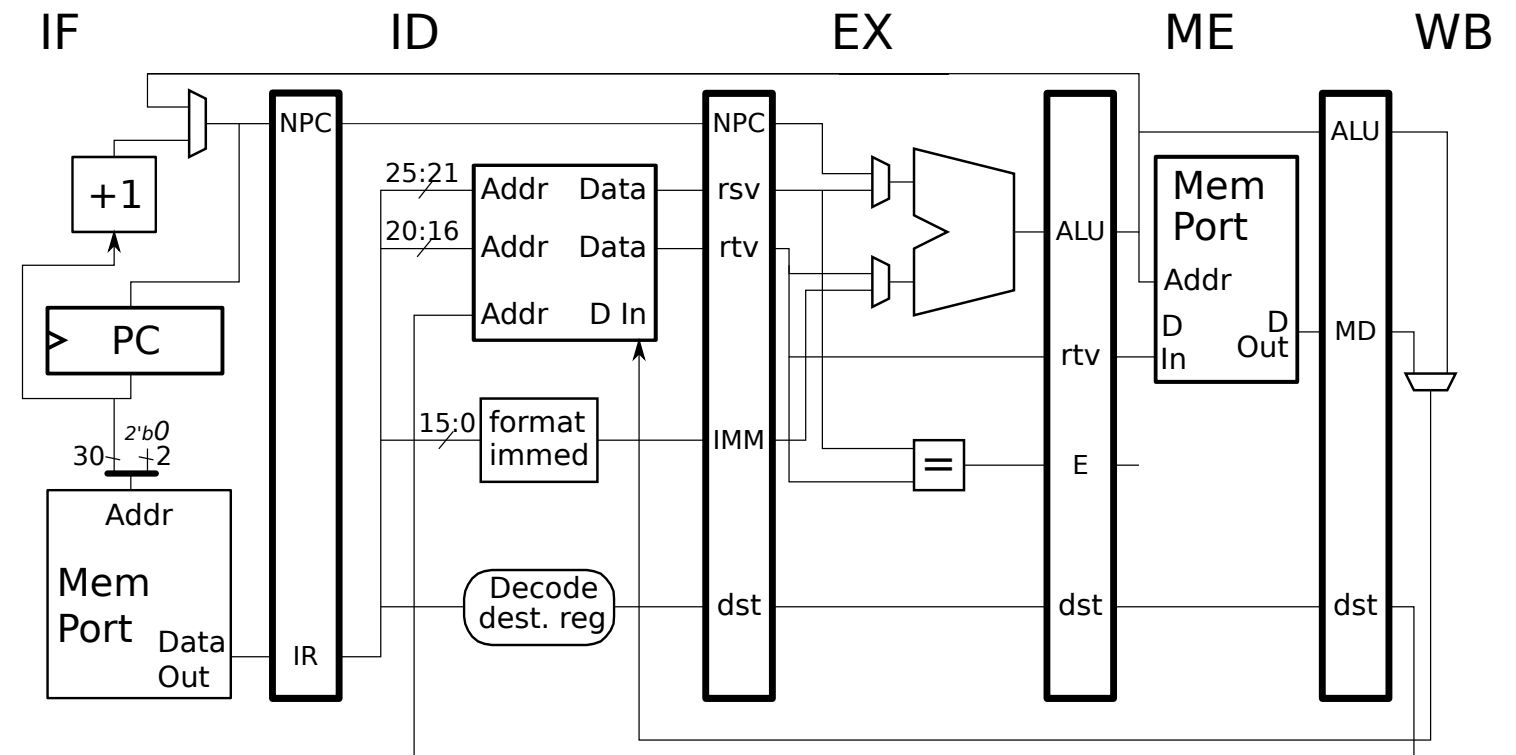 IF
ID
EX
ME
WB
NPC
+1
PC
30
2'b0
2
Addr
Mem
Port
Data
Out
IR
25:21
20:16
Addr
Data
Addr
Data
Addr
D In
15:0
format
immed
Decode
dest. reg
NPC
rsv
rtv
IMM
dst
=
ALU
rtv
E
dst
Mem
Port
Addr
D
In
D
Out
ALU
MD
dst